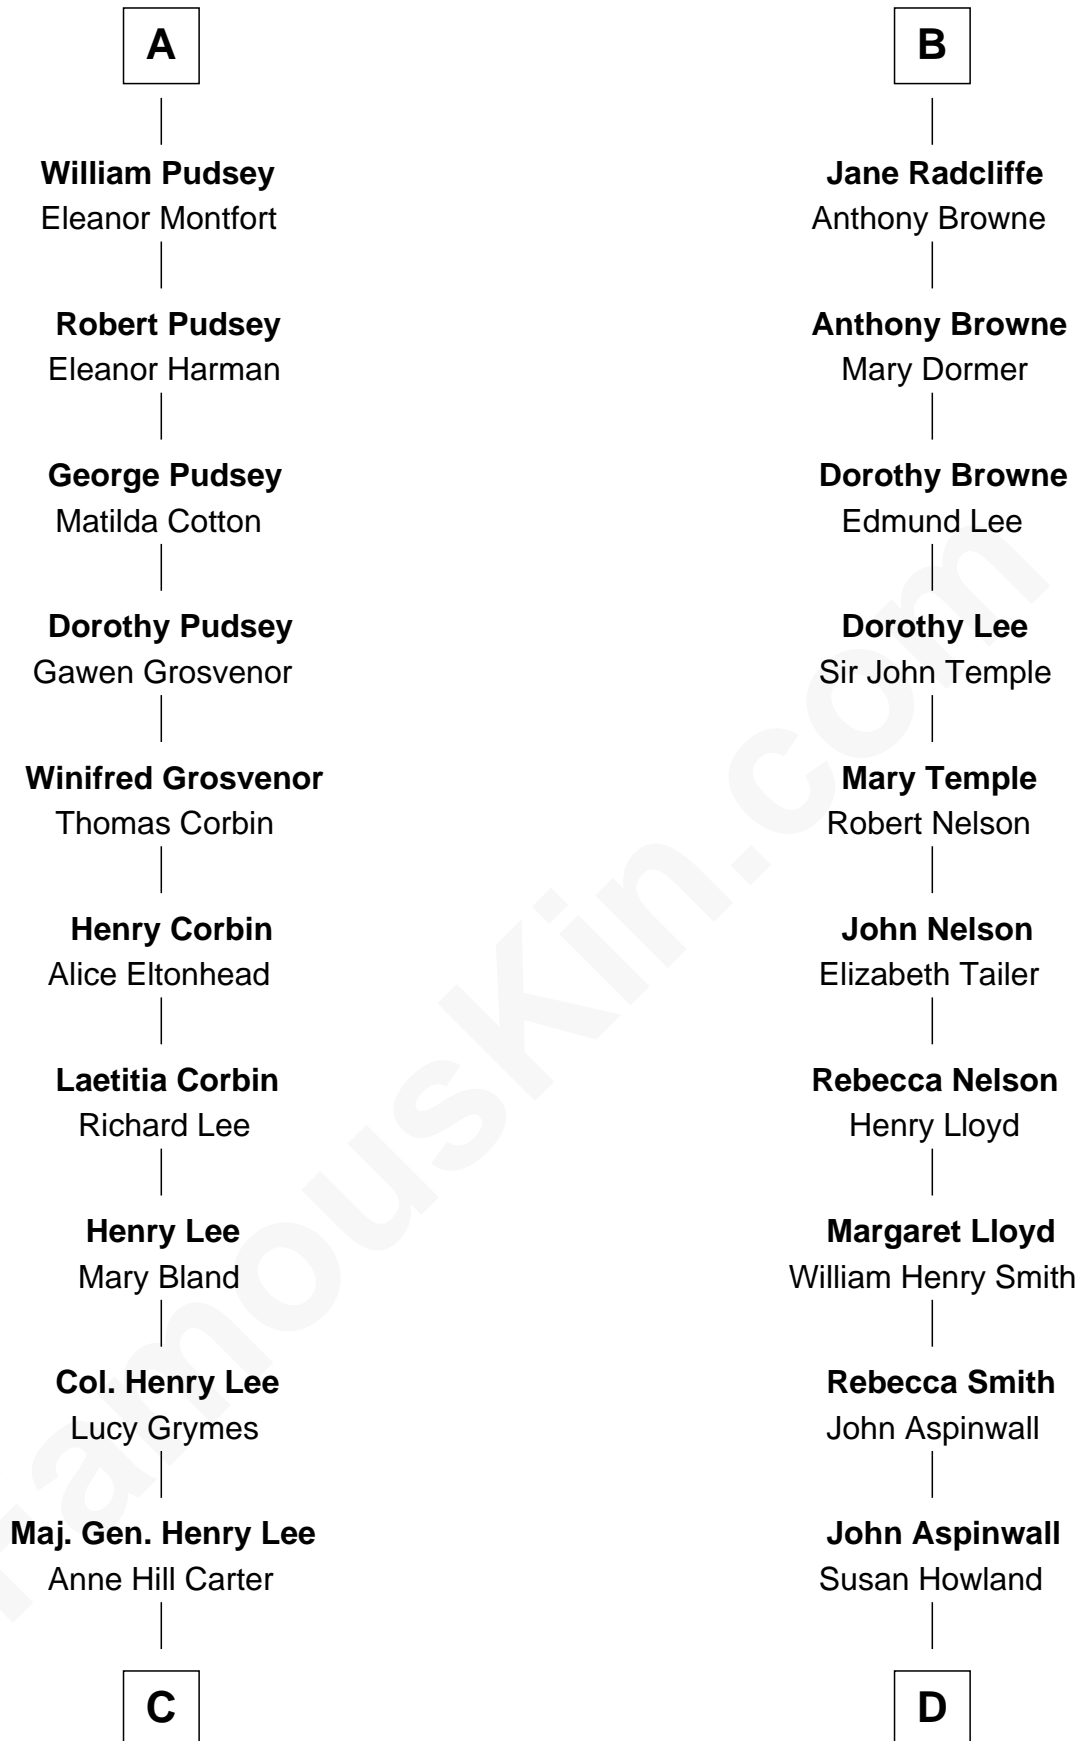 A
William Pudsey
Eleanor Montfort
Robert Pudsey
Eleanor Harman
George Pudsey
Matilda Cotton
Dorothy Pudsey
Gawen Grosvenor
Winifred Grosvenor
Thomas Corbin
Henry Corbin
Alice Eltonhead
Laetitia Corbin
Richard Lee
Henry Lee
Mary Bland
Col. Henry Lee
Lucy Grymes
Maj. Gen. Henry Lee
Anne Hill Carter
C
B
Jane Radcliffe
Anthony Browne
Anthony Browne
Mary Dormer
Dorothy Browne
Edmund Lee
Dorothy Lee
Sir John Temple
Mary Temple
Robert Nelson
John Nelson
Elizabeth Tailer
Rebecca Nelson
Henry Lloyd
Margaret Lloyd
William Henry Smith
Rebecca Smith
John Aspinwall
John Aspinwall
Susan Howland
D
famouskin.com